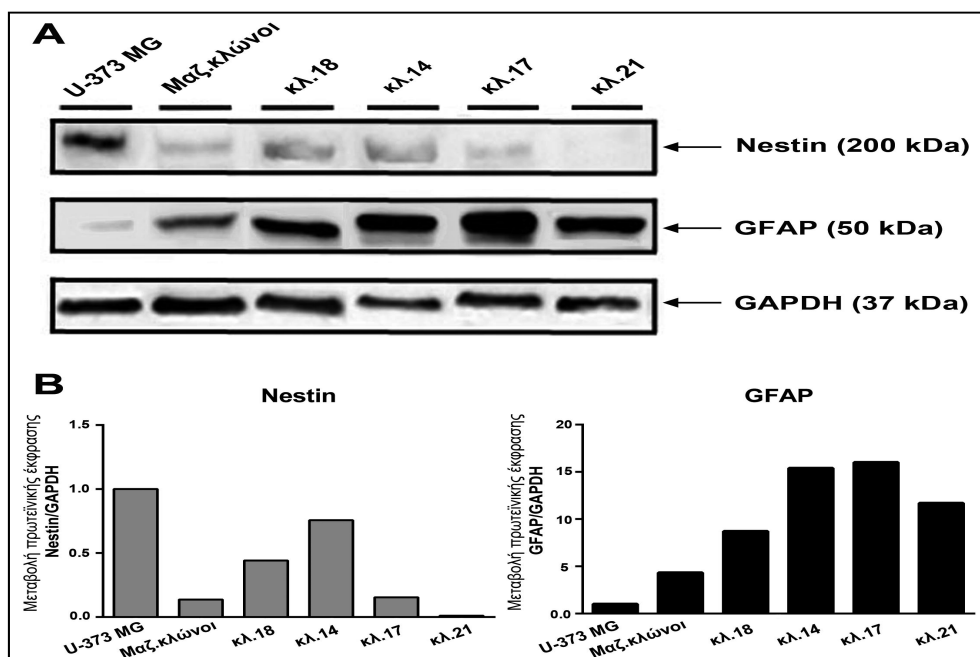 A
U-373 MG
Μαζ.κλώνοι
κλ.18
κλ.14
κλ.17
κλ.21
Nestin (200 kDa)
GFAP (50 kDa)
GAPDH (37 kDa)
B
Nestin
Μεταβολή πρωτεϊνικής έκφρασης
Nestin/GAPDH
1.5
1.0
0.5
0.0
U-373 MG
Μαζ.κλώνοι
κλ.18
κλ.14
κλ.17
κλ.21
GFAP
Μεταβολή πρωτεϊνικής έκφρασης
GFAP/GAPDH
20
15
10
5
0.0
U-373 MG
Μαζ.κλώνοι
κλ.18
κλ.14
κλ.17
κλ.21